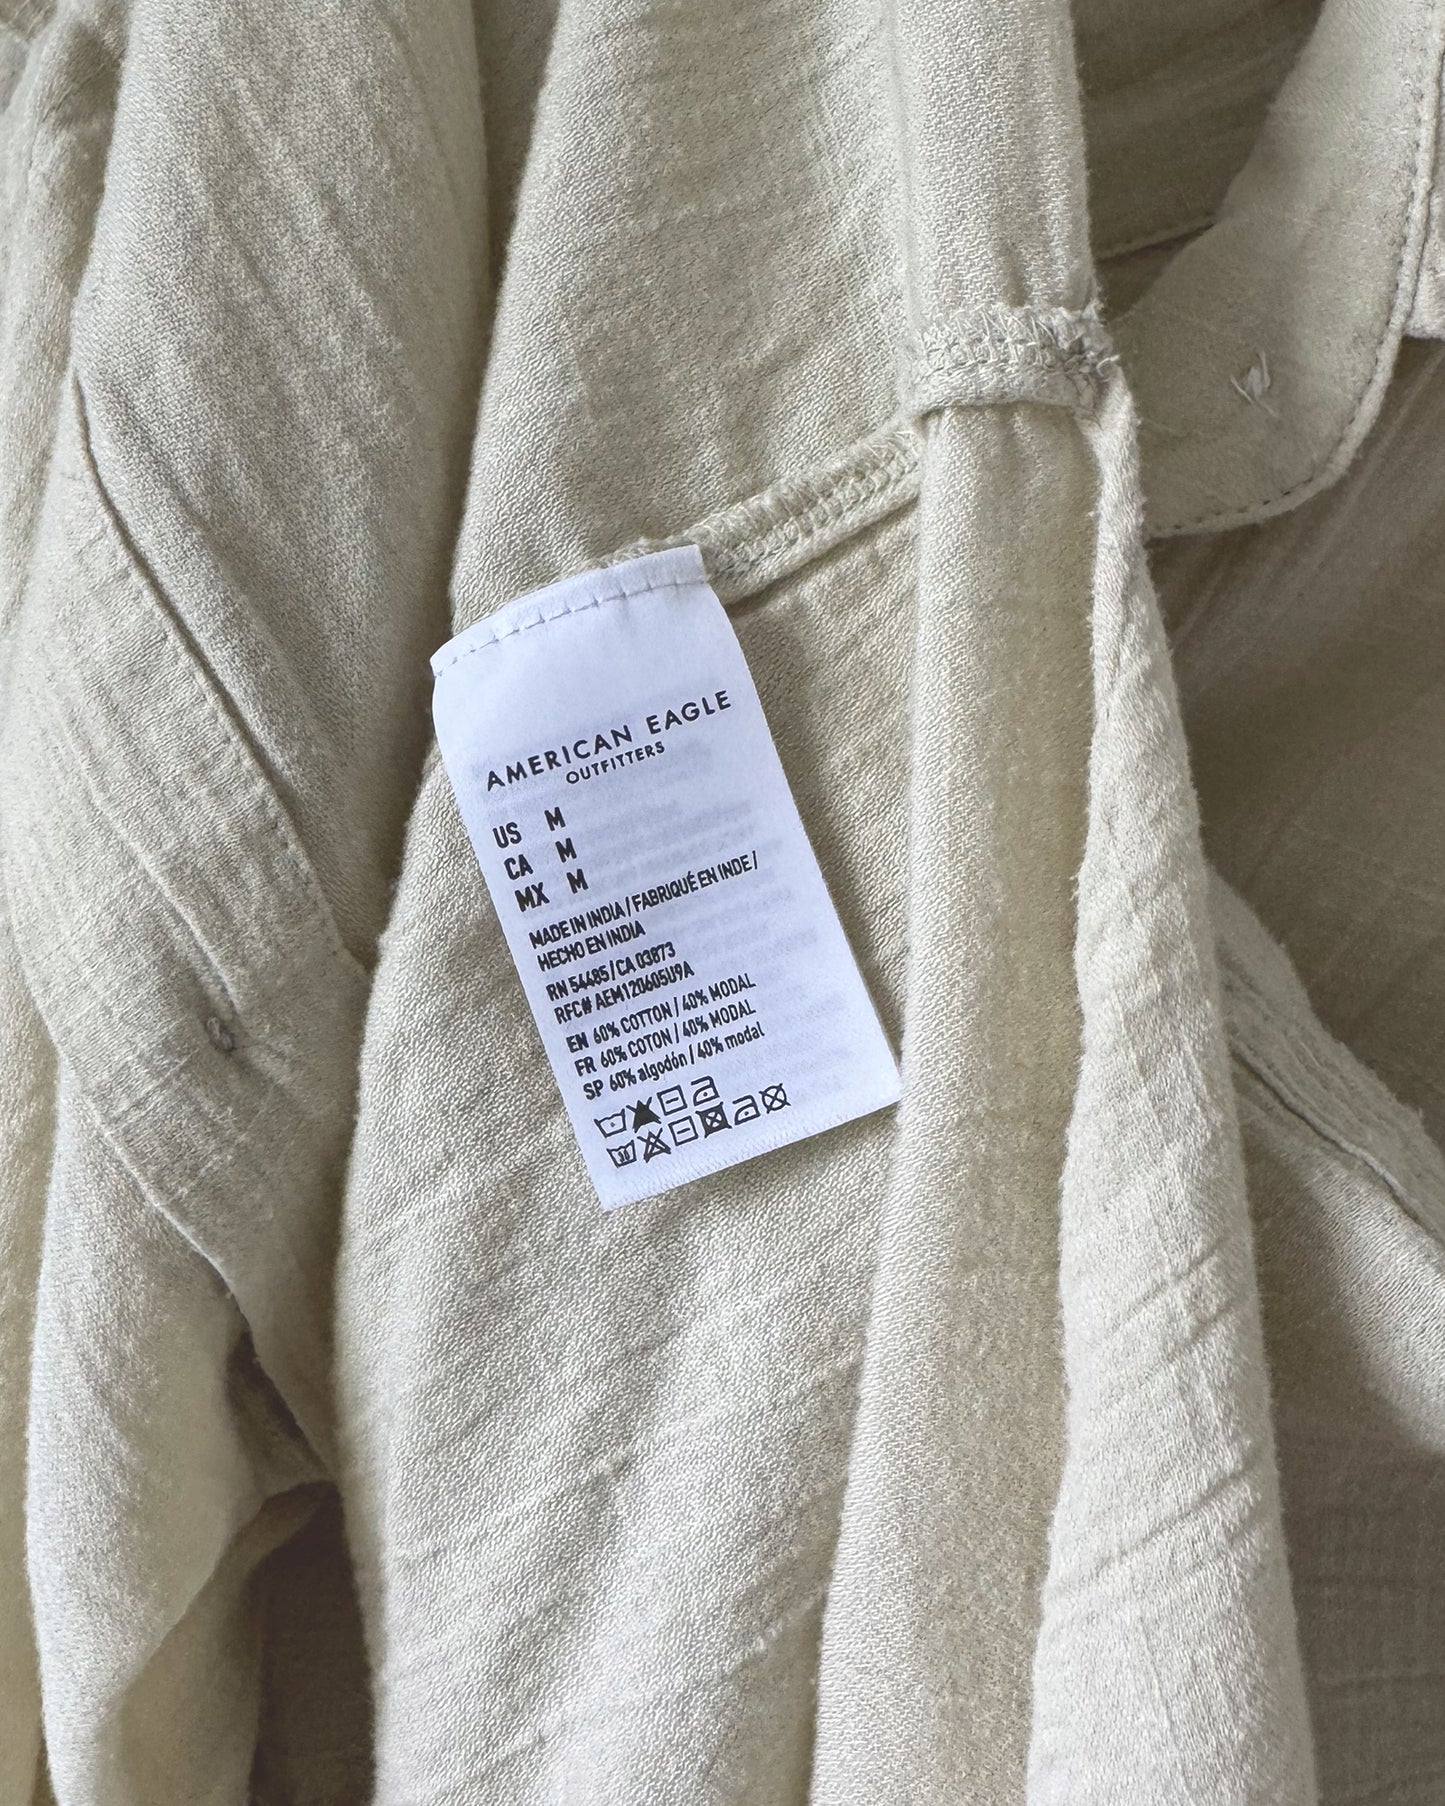 AMERICAN EAGLE
OUTFITTERS
US M
CA M
MX M
MADE IN INDIA / FABRIQUÉ EN INDE /
HECHO EN INDIA
RN 54485 / CA 03873
RFC# AEM120605U9A
EN 60% COTTON / 40% MODAL
FR 60% COTON / 40% MODAL
SP 60% algodón / 40% modal
30